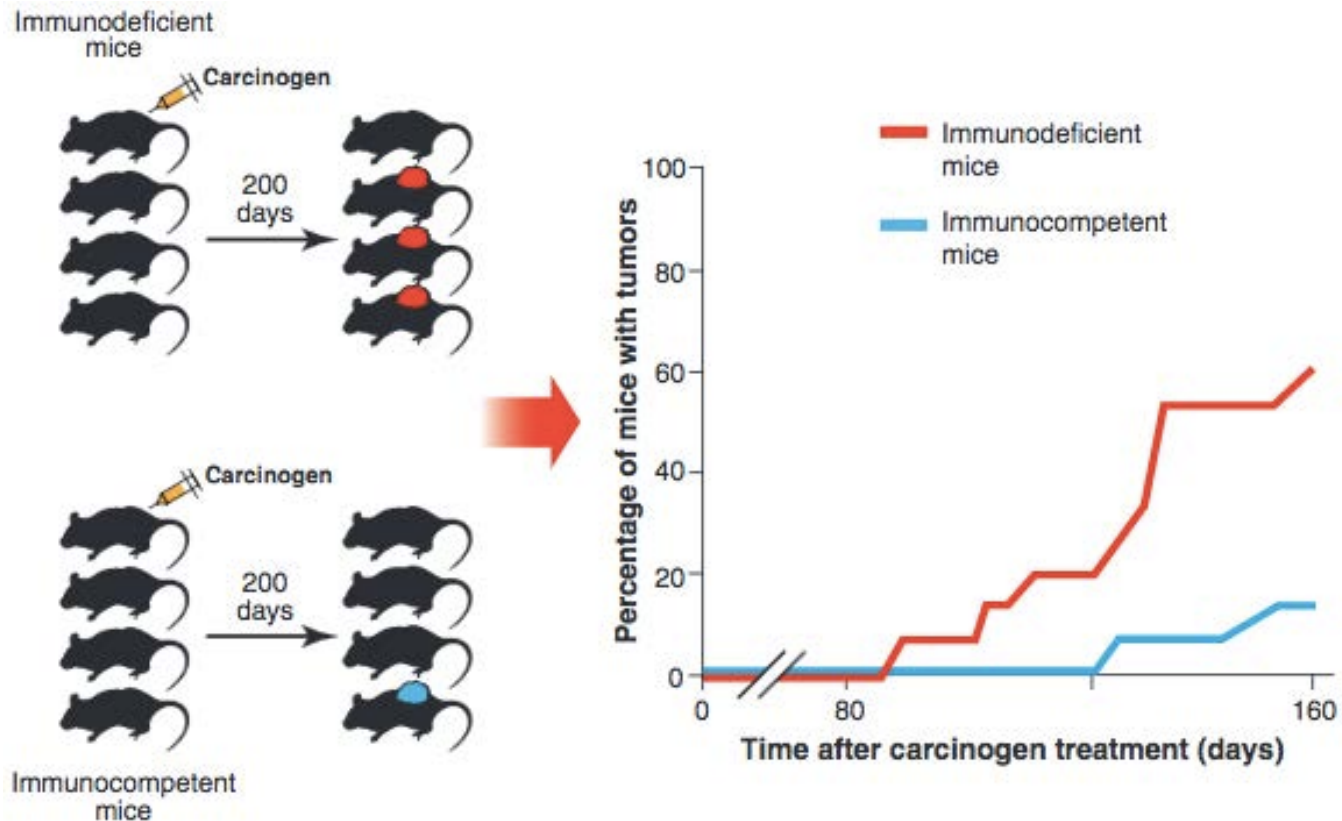 Immunodeficient
mice
Carcinogen
200
days
Carcinogen
200
days
Immunocompetent
mice
Immunodeficient
mice
Immunocompetent
mice
Percentage of mice with tumors
100
80
60
40
20
0
0
80
160
Time after carcinogen treatment (days)